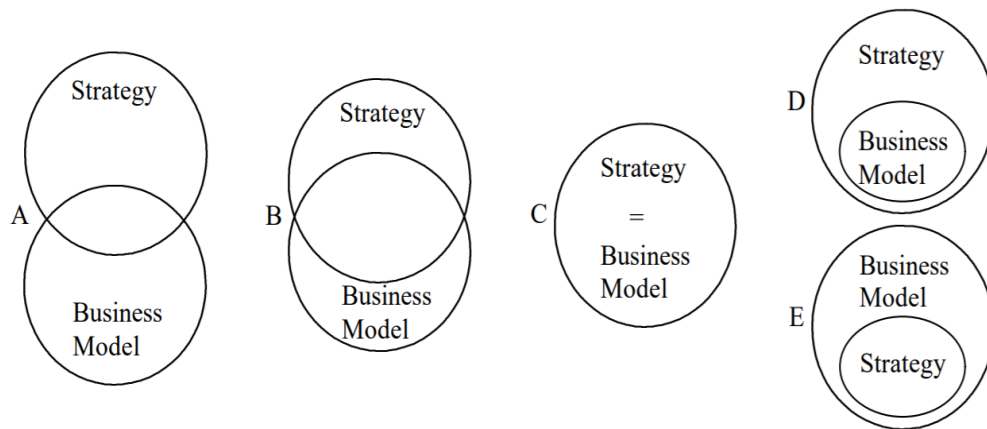 A
Strategy
Business
Model
B
Strategy
Business
Model
C
Strategy
=
Business
Model
D
Strategy
Business
Model
E
Business
Model
Strategy